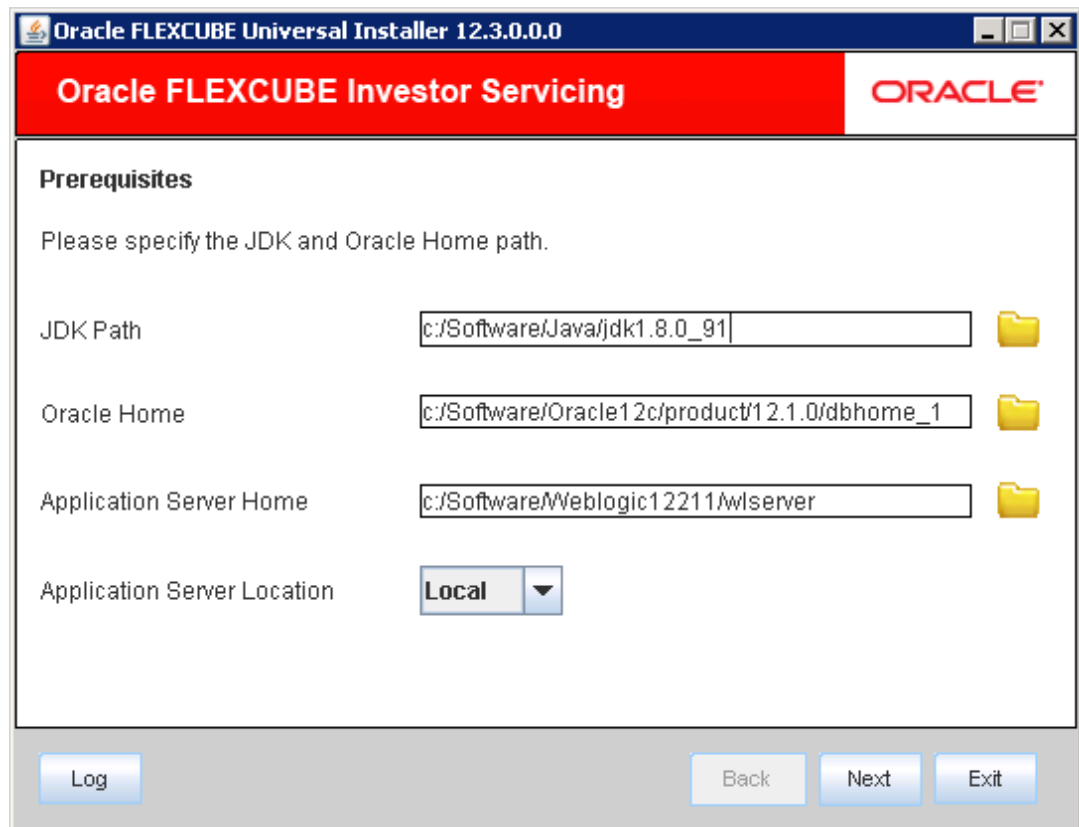 Oracle FLEXCUBE Universal Installer 12.3.0.0.0
Oracle FLEXCUBE Investor Servicing
ORACLE
Prerequisites
Please specify the JDK and Oracle Home path.
JDK Path
c:/Software/Java/jdk1.8.0_91
Oracle Home
c:/Software/Oracle12c/product/12.1.0/dbhome_1
Application Server Home
c:/Software/Weblogic12211/wlserver
Application Server Location
Local
Log
Back
Next
Exit